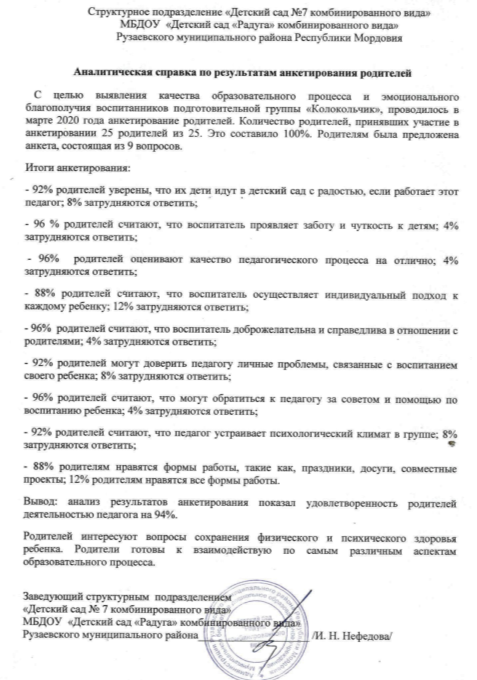 Структурное подразделение «Детский сад №7 комбинированного вида»
МБДОУ «Детский сад «Радуга» комбинированного вида»
Рузаевского муниципального района Республики Мордовия
Аналитическая справка по результатам анкетирования родителей
С целью выявления качества образовательного процесса и эмоционального
благополучия воспитанников подготовительной группы «Колокольчик», проводилось в
марте 2020 года анкетирование родителей. Количество родителей, принявших участие в
анкетировании 25 родителей из 25. Это составило 100%. Родителям была предложена
анкета, состоящая из 9 вопросов.
Итоги анкетирования:
- 92% родителей уверены, что их дети идут в детский сад с радостью, если работает этот
педагог; 8% затрудняются ответить;
- 96 % родителей считают, что воспитатель проявляет заботу и чуткость к детям; 4%
затрудняются ответить;
- 96% родителей оценивают качество педагогического процесса на отлично; 4%
затрудняются ответить;
- 88% родителей считают, что воспитатель осуществляет индивидуальный подход к
каждому ребенку; 12% затрудняются ответить;
-96% родителей считают, что воспитатель доброжелательна и справедлива в отношении с
родителями; 4% затрудняются ответить;
- 92% родителей могут доверить педагогу личные проблемы, связанные с воспитанием
своего ребенка; 8% затрудняются ответить;
- 96% родителей считают, что могут обратиться к педагогу за советом и помощью по
воспитанию ребенка; 4% затрудняются ответить;
- 92% родителей считают, что педагог устраивает психологический климат в группе; 8%
затрудняются ответить;
- 88% родителям нравятся формы работы, такие как, праздники, досуги, совместные
проекты; 12% родителям нравятся все формы работы.
Вывод: анализ результатов анкетирования показал удовлетворенность родителей
деятельностью педагога на 94%.
Родителей интересуют вопросы сохранения физического и психического здоровья
ребенка. Родители готовы к взаимодействую по самым различным аспектам
образовательного процесса.
Заведующий структурным подразделением
«Детский сад № 7 комбинированного вида»
МБДОУ «Детский сад «Радуга» комбинированного вида»
Рузаевского муниципального района /И. Н. Нефедова/